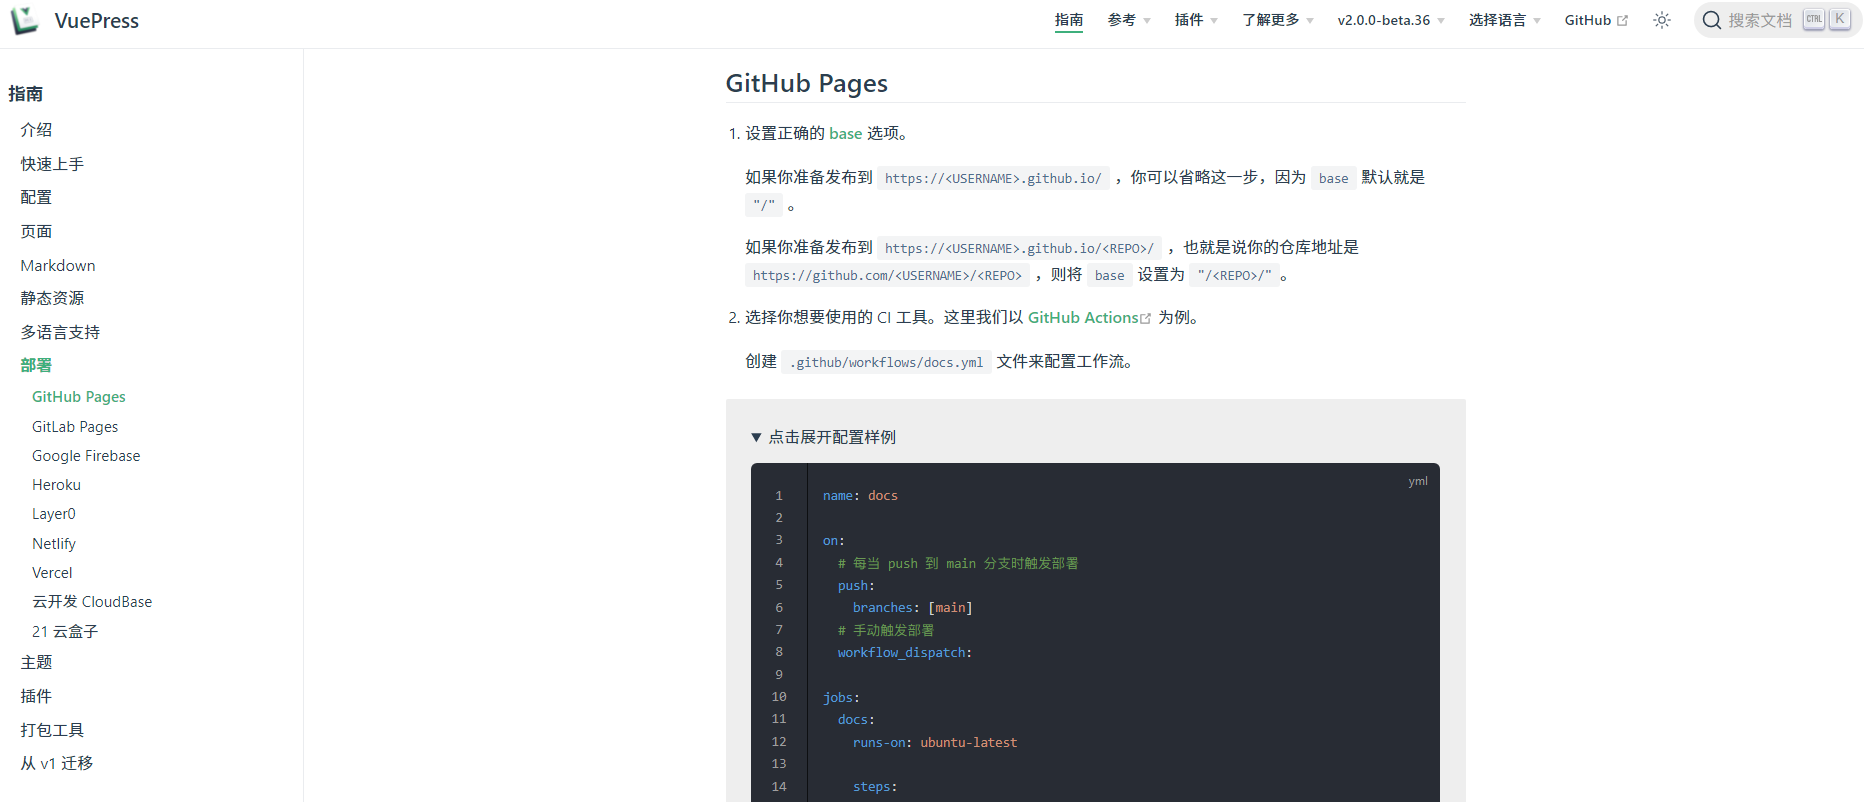 VuePress
指南 参考 插件 了解更多 v2.0.0-beta.36 选择语言 GitHub 搜索文档 CTRL K
指南
介绍
快速上手
配置
页面
Markdown
静态资源
多语言支持
部署
GitHub Pages
GitLab Pages
Google Firebase
Heroku
Layer0
Netlify
Vercel
云开发 CloudBase
21 云盒子
主题
插件
打包工具
从 v1 迁移
GitHub Pages
1. 设置正确的 base 选项。
如果你准备发布到 https://<USERNAME>.github.io/ ，你可以省略这一步，因为 base 默认就是
"/" 。
如果你准备发布到 https://<USERNAME>.github.io/<REPO>/ ，也就是说你的仓库地址是
https://github.com/<USERNAME>/<REPO> ，则将 base 设置为 "/<REPO>/" 。
2. 选择你想要使用的 CI 工具。这里我们以 GitHub Actions 为例。
创建 .github/workflows/docs.yml 文件来配置工作流。
▼ 点击展开配置样例
yml
1 name: docs
2
3 on:
4 # 每当 push 到 main 分支时触发部署
5 push:
6 branches: [main]
7 # 手动触发部署
8 workflow_dispatch:
9
10 jobs:
11 docs:
12 runs-on: ubuntu-latest
13
14 steps: